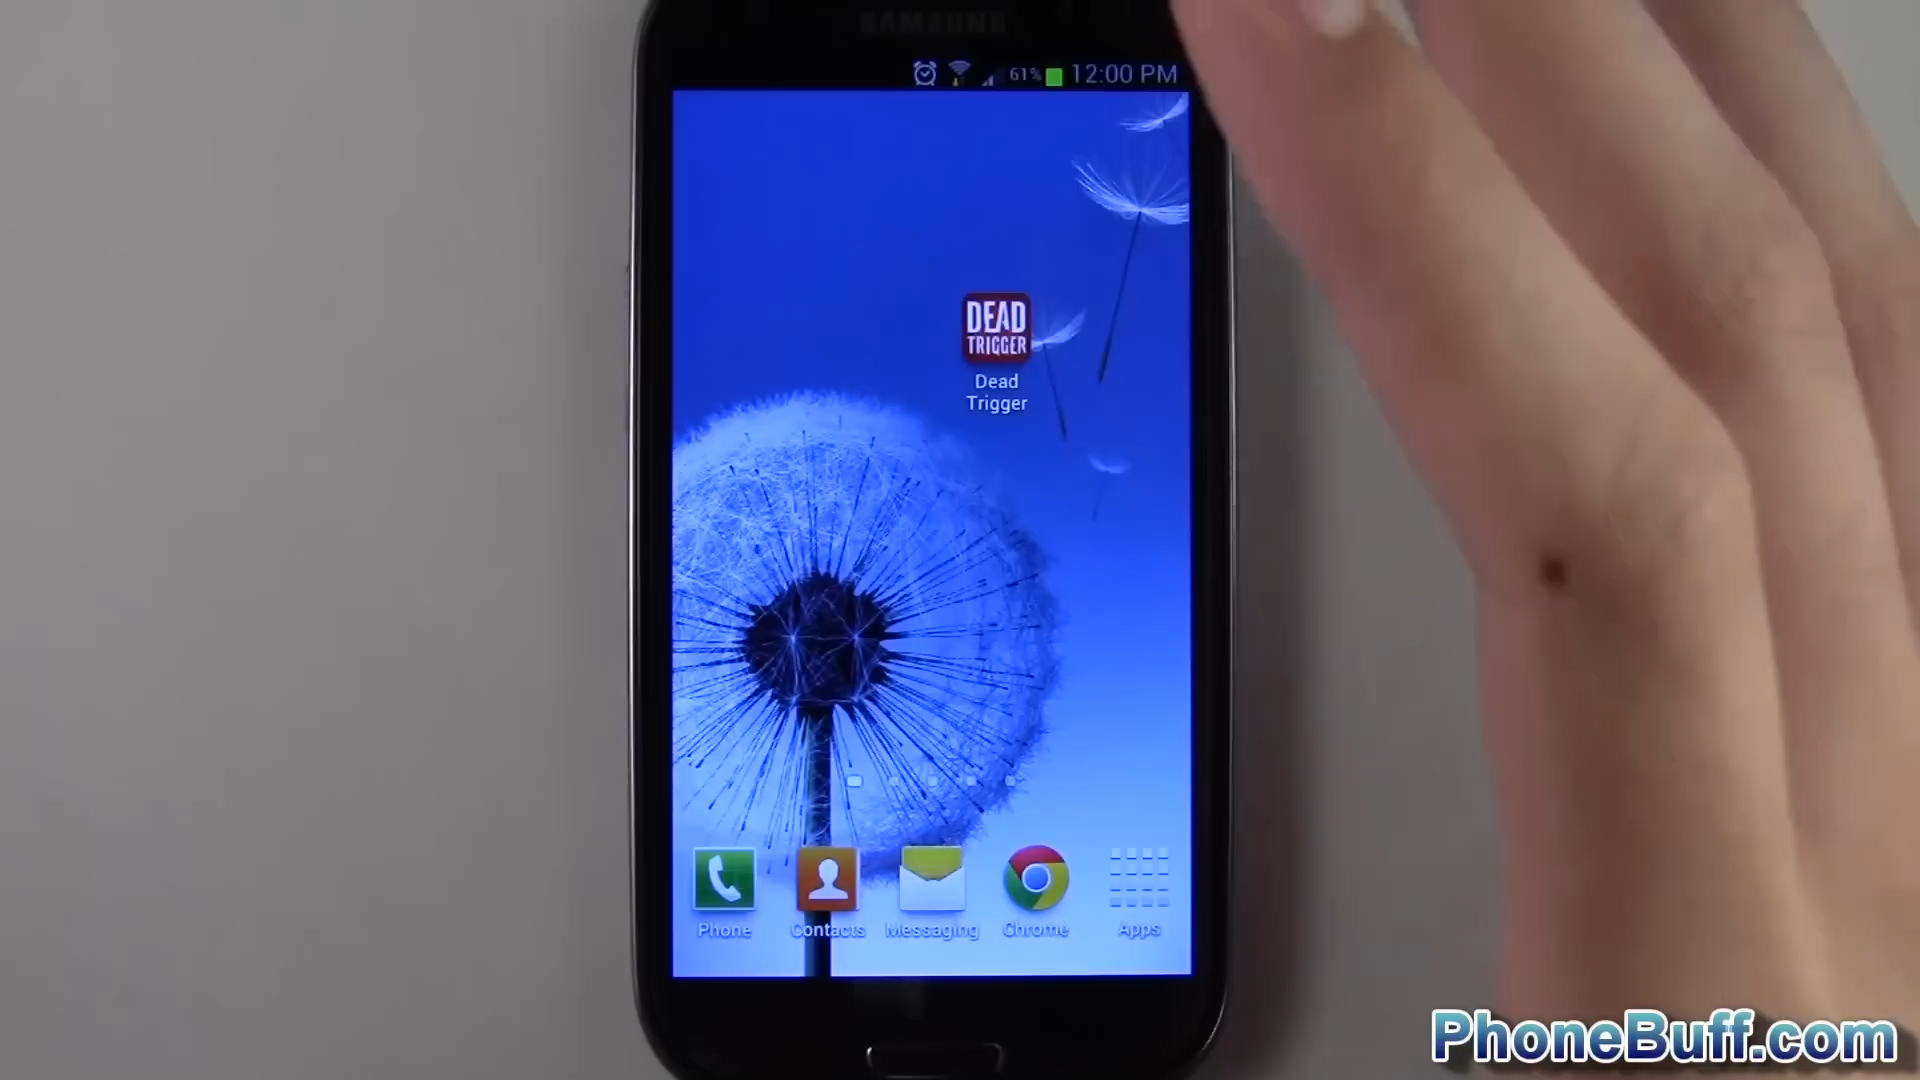 SAMSUNG
61% 12:00 PM
DEAD
TRIGGER
Dead
Trigger
Phone Contacts Messaging Chrome Apps
PhoneBuff.com